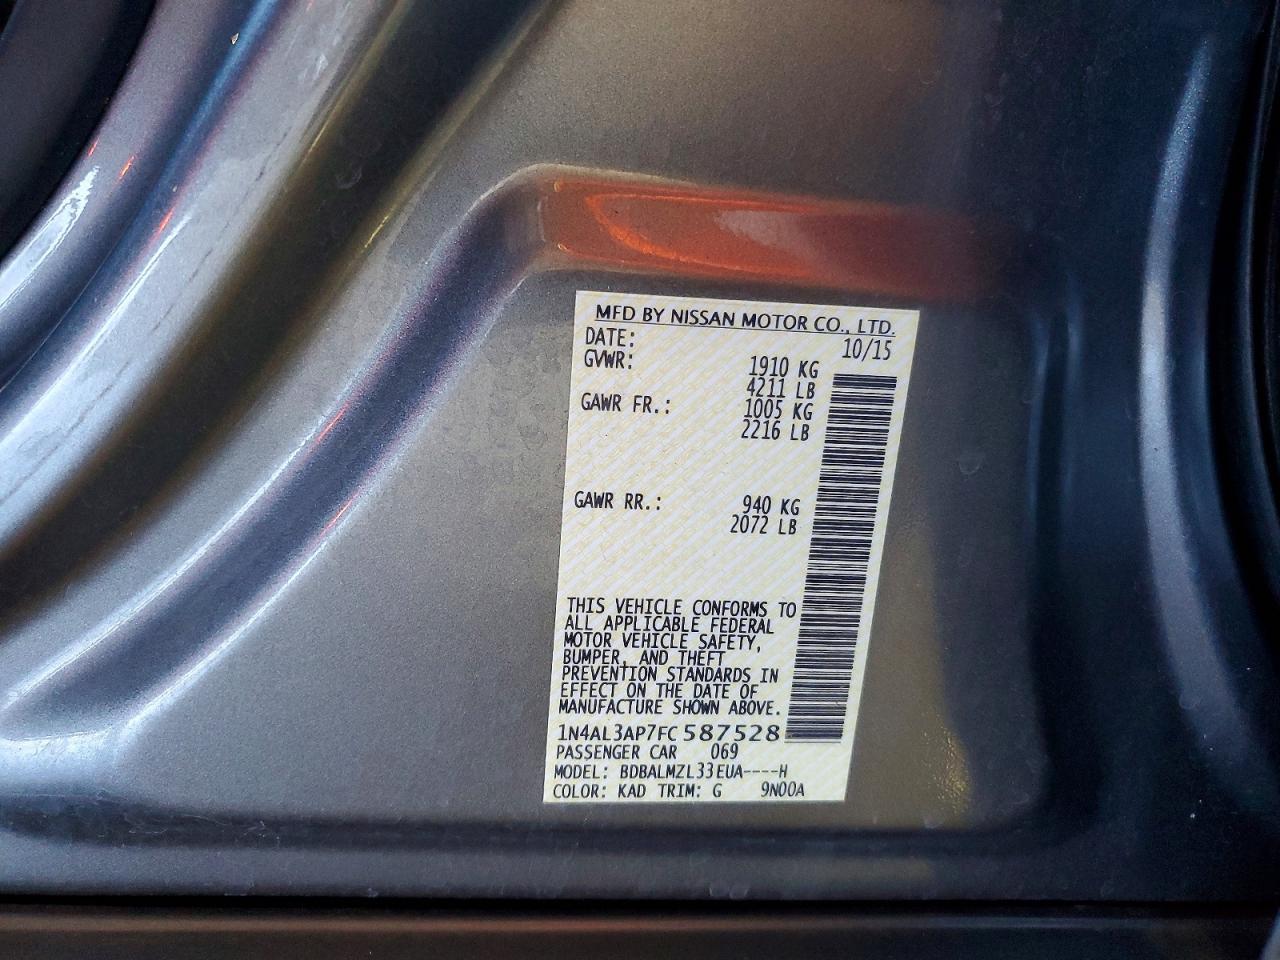 MFD BY NISSAN MOTOR CO., LTD.
DATE: 10/15
GVWR: 1910 KG
4211 LB
GAWR FR.: 1005 KG
2216 LB
GAWR RR.: 940 KG
2072 LB
THIS VEHICLE CONFORMS TO
ALL APPLICABLE FEDERAL
MOTOR VEHICLE SAFETY,
BUMPER, AND THEFT
PREVENTION STANDARDS IN
EFFECT ON THE DATE OF
MANUFACTURE SHOWN ABOVE.
1N4AL3AP7FC587528
PASSENGER CAR 069
MODEL: BDBALMZL33EUA----H
COLOR: KAD TRIM: G 9N00A